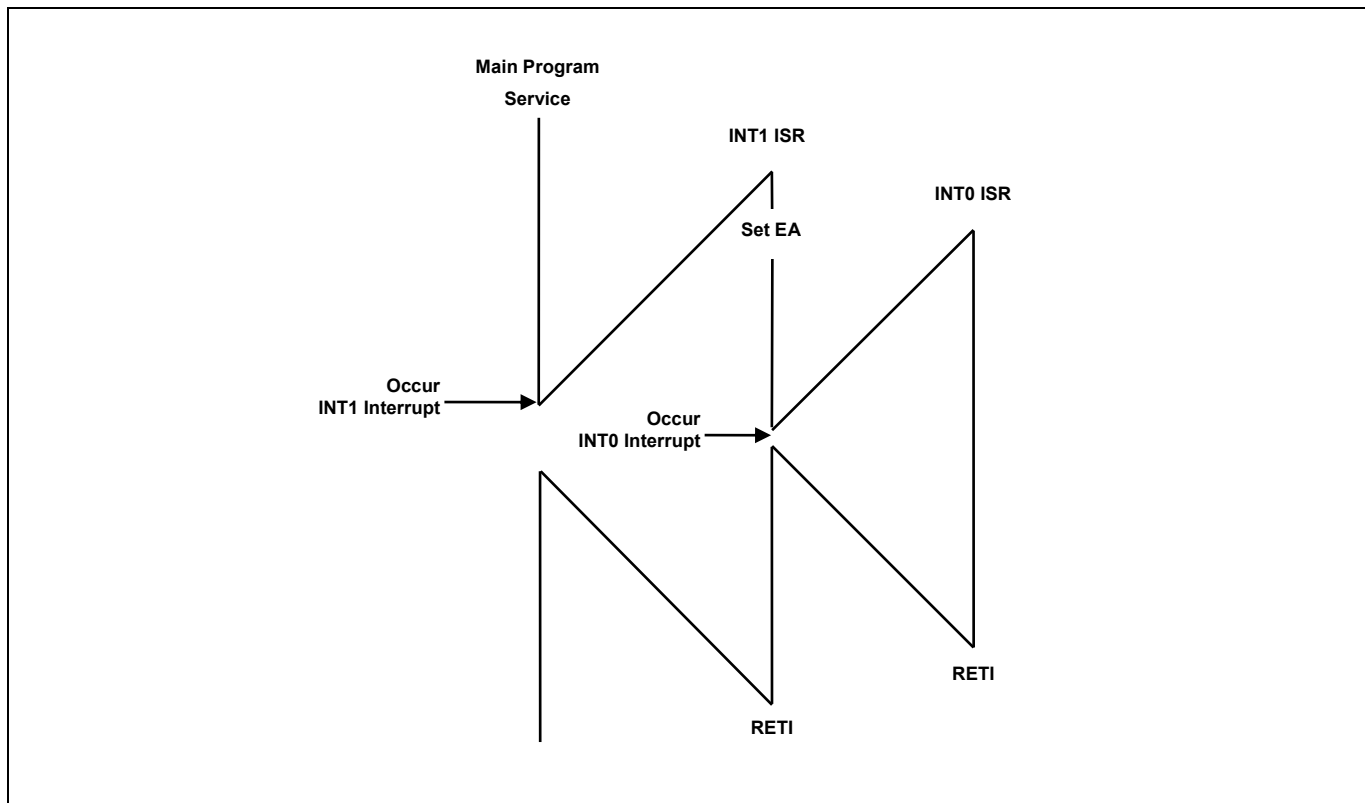 Main Program
Service
INT1 ISR
INT0 ISR
Set EA
Occur
INT1 Interrupt
Occur
INT0 Interrupt
RETI
RETI